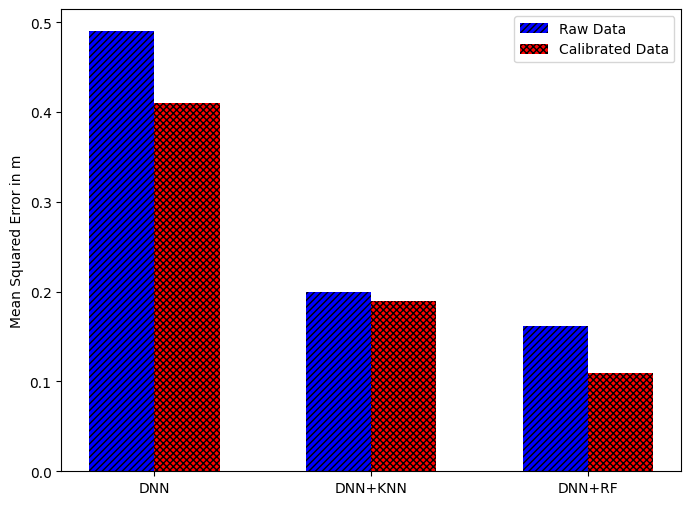 Mean Squared Error in m
0.5
0.4
0.3
0.2
0.1
0.0
DNN
DNN+KNN
DNN+RF
Raw Data
Calibrated Data